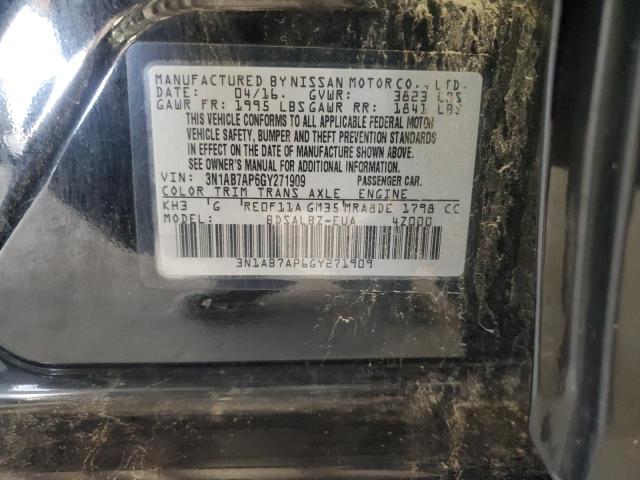 MANUFACTURED BY NISSAN MOTOR CO., LTD.
DATE: 04/16. GVWR: 3823 LBS
GAWR FR: 1995 LBS GAWR RR: 1841 LBS
THIS VEHICLE CONFORMS TO ALL APPLICABLE FEDERAL MOTOR
VEHICLE SAFETY, BUMPER AND THEFT PREVENTION STANDARDS
IN EFFECT ON THE DATE OF MANUFACTURE SHOWN ABOVE.
SEE OWNER'S MANUAL FOR ADDITIONAL INFORMATION.
VIN: 3N1AB7AP6GY271909 PASSENGER CAR.
COLOR TRIM TRANS AXLE ENGINE
KH3 G RE0F11A GM35 MRA8DE 1798 CC
MODEL: BDSALBZ-EUA 4Z000
3N1AB7AP6GY271909